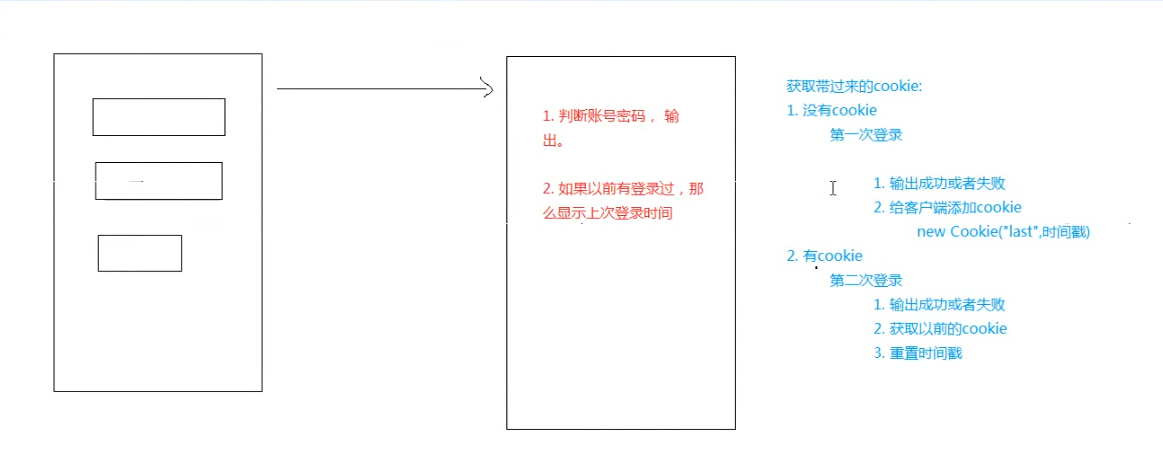 1. 判断账号密码， 输
出。
2. 如果以前有登录过，那
么显示上次登录时间
获取带过来的cookie:
1. 没有cookie
第一次登录
1. 输出成功或者失败
2. 给客户端添加cookie
new Cookie("last",时间戳)
2. 有cookie
第二次登录
1. 输出成功或者失败
2. 获取以前的cookie
3. 重置时间戳